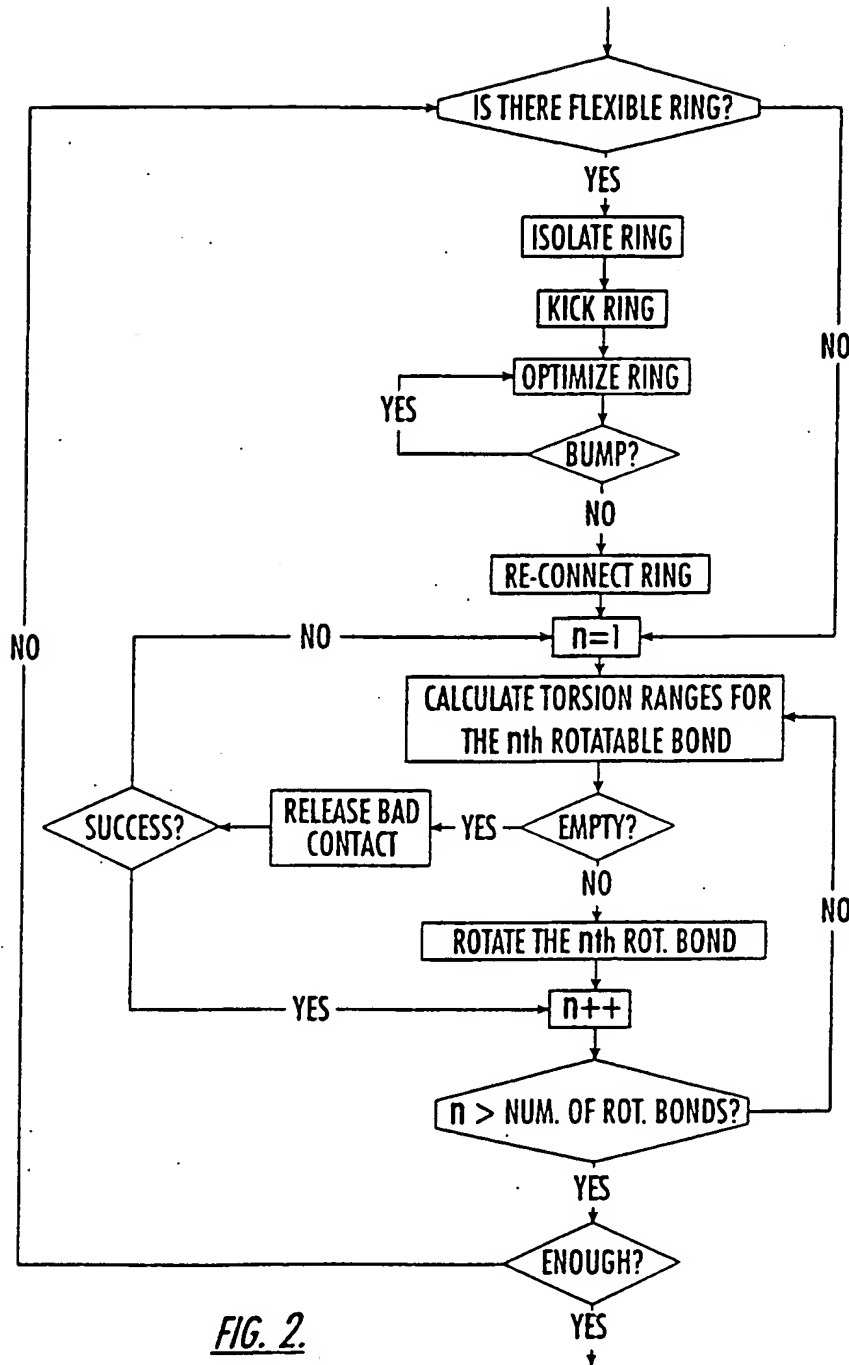 IS THERE FLEXIBLE RING?
YES
ISOLATE RING
KICK RING
NO
OPTIMIZE RING
YES
BUMP?
NO
RE-CONNECT RING
NO
NO
n=1
CALCULATE TORSION RANGES FOR
THE nth ROTATABLE BOND
SUCCESS?
RELEASE BAD
CONTACT
YES
EMPTY?
NO
NO
ROTATE THE nth ROT. BOND
YES
n++
n > NUM. OF ROT. BONDS?
YES
ENOUGH?
FIG. 2.
YES